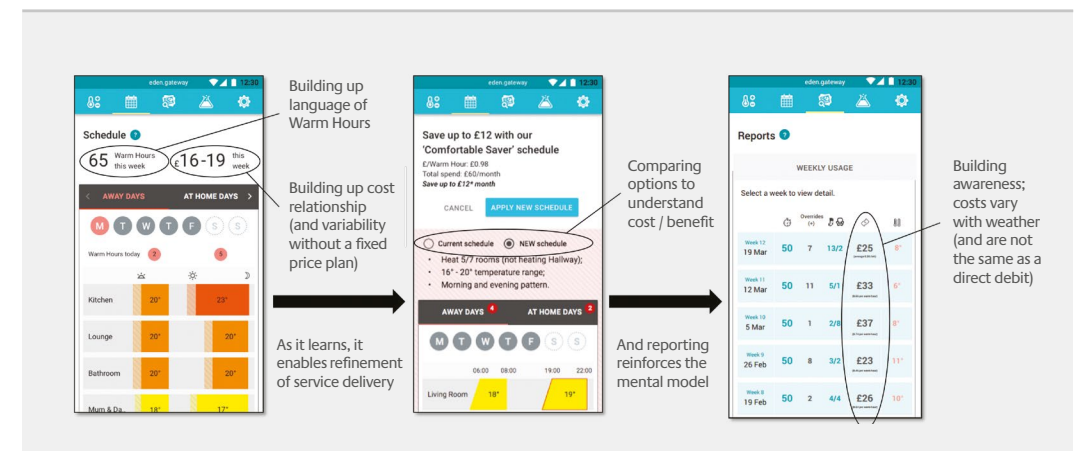 Building up
language of
Warm Hours
Building up cost
relationship
(and variability
without a fixed
price plan)
As it learns, it
enables refinement
of service delivery
Comparing
options to
understand
cost / benefit
And reporting
reinforces the
mental model
Building
awareness;
costs vary
with weather
(and are not
the same as a
direct debit)
eden.gateway 12:30
Schedule ?
65 Warm Hours this week £16-19 this week
< AWAY DAYS AT HOME DAYS >
M T W T F S S
Warm Hours today 2 5
Kitchen 20° 23°
Lounge 20° 20°
Bathroom 20° 20°
Mum & Da.. 18° 17°
eden.gateway 12:30
Save up to £12 with our
'Comfortable Saver' schedule
£/Warm Hour: £0.98
Total spend: £60/month
Save up to £12* month
CANCEL APPLY NEW SCHEDULE
Current schedule NEW schedule
• Heat 5/7 rooms (not heating Hallway);
• 16° - 20° temperature range;
• Morning and evening pattern.
AWAY DAYS 4 AT HOME DAYS 2
M T W T F S S
06:00 08:00 19:00 22:00
Living Room 18° 19°
eden.gateway 12:30
Reports ?
WEEKLY USAGE
Select a week to view detail.
Overrides
(+)
Week 12
19 Mar 50 7 13/2 £25 8°
Week 11
12 Mar 50 11 5/1 £33 6°
Week 10
5 Mar 50 1 2/8 £37 8°
Week 9
26 Feb 50 8 3/2 £23 11°
Week 8
19 Feb 50 2 4/4 £26 10°